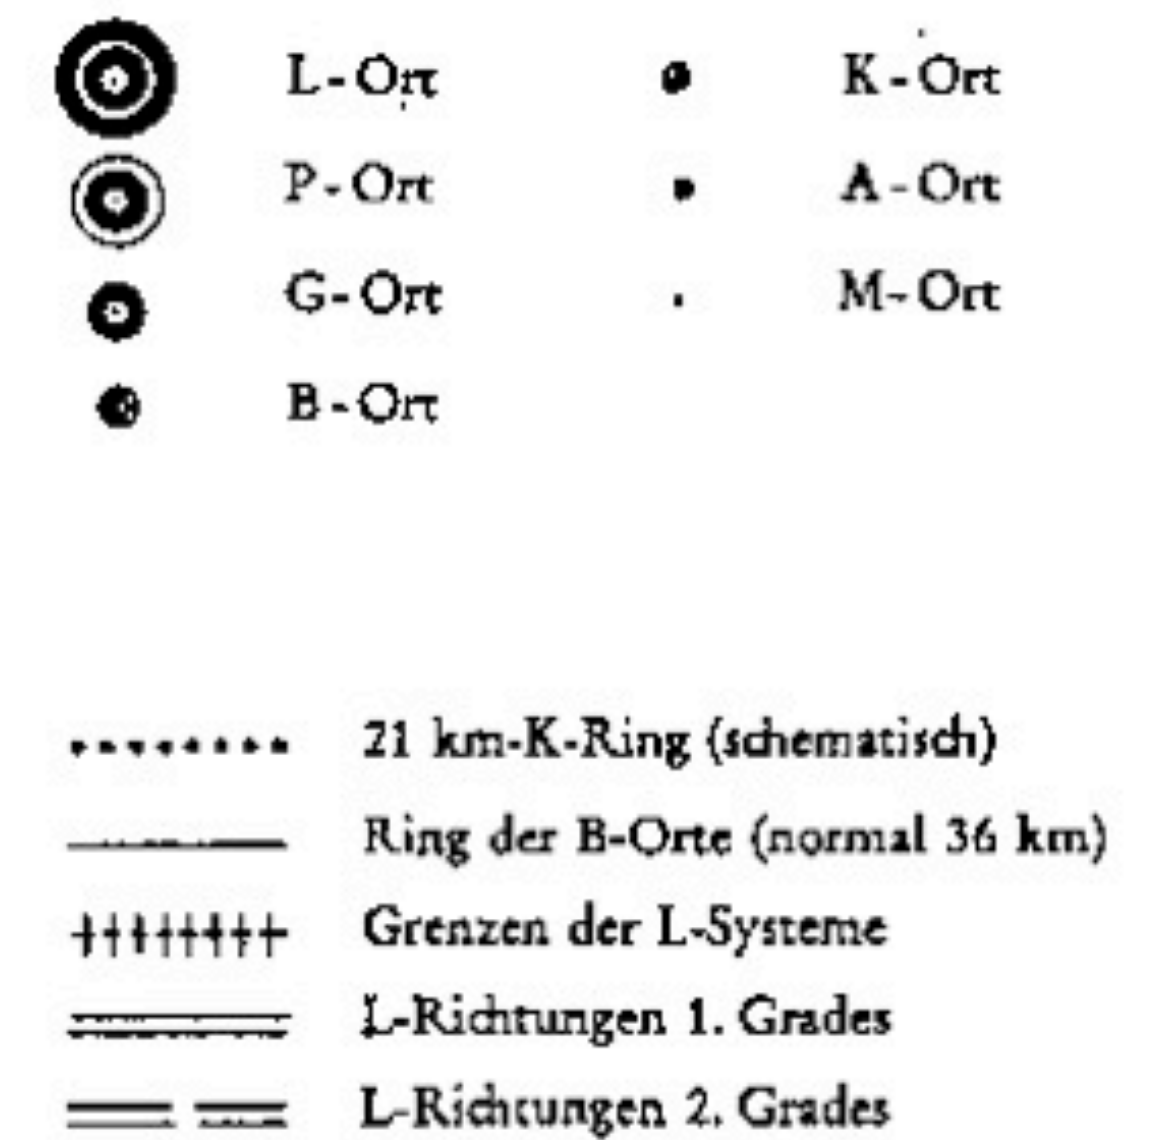 L-Ort
P-Ort
G-Ort
B-Ort
K-Ort
A-Ort
M-Ort
21 km-K-Ring (schematisch)
Ring der B-Orte (normal 36 km)
Grenzen der L-Systeme
L-Richtungen 1. Grades
L-Richtungen 2. Grades